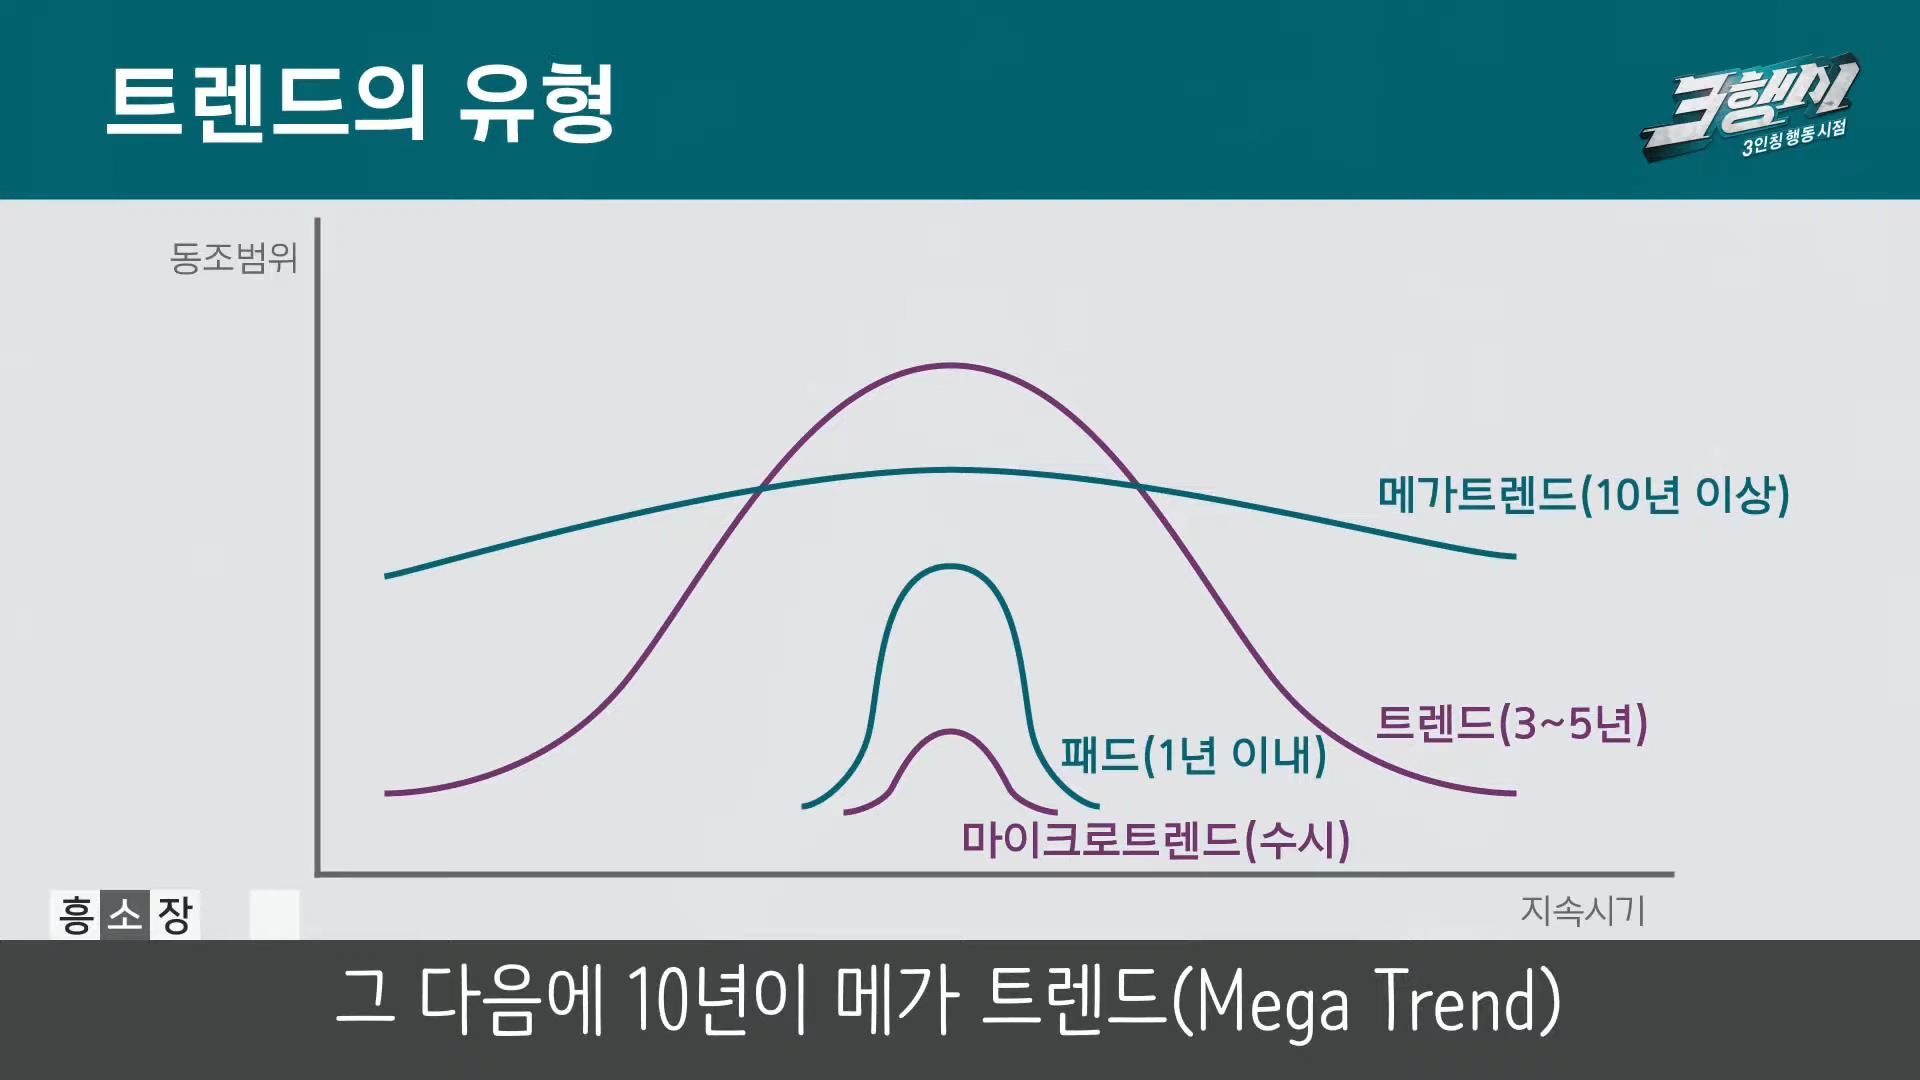 트렌드의 유형
크행시
3인칭행동시점
동조범위
메가트렌드(10년 이상)
트렌드(3~5년)
패드(1년 이내)
마이크로트렌드(수시)
지속시기
흥소장
그 다음에 10년이 메가 트렌드(Mega Trend)